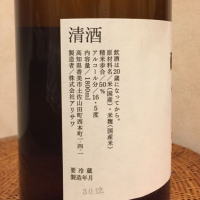 清酒
飲酒は20歳になってから。
原材料名／米(国産)・米麹(国産米)
精米歩合／50％
アルコール分／16.5度
内容量／1800ml
高知県香美市土佐山田町西本町一-四-一
製造者／株式会社アリサワ
要冷蔵
製造年月
30.12